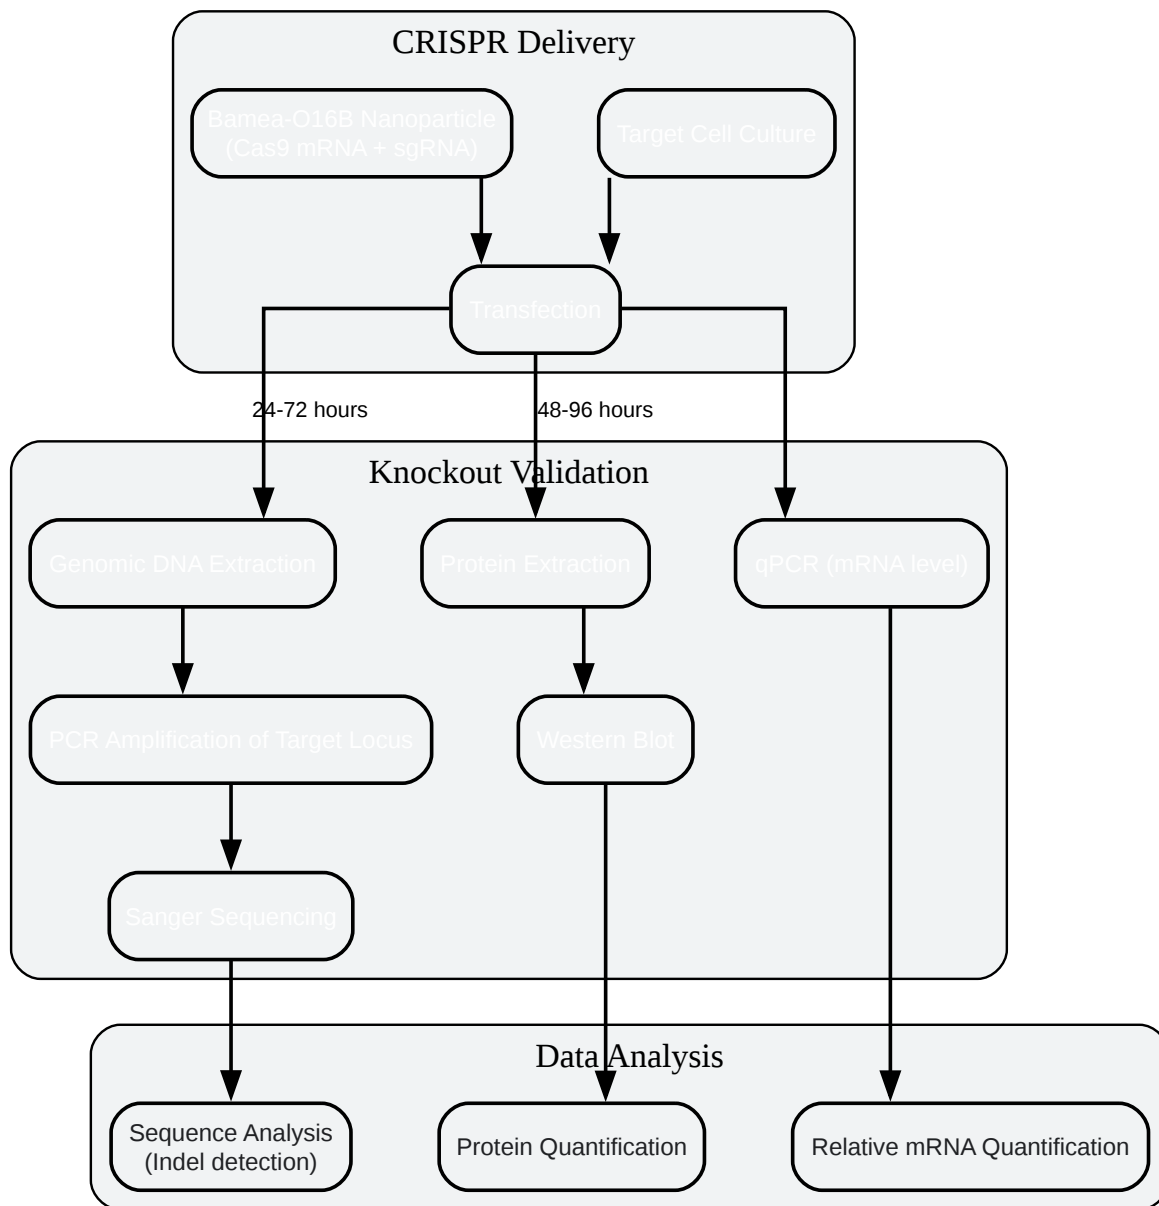 CRISPR Delivery
Bamea-O16B Nanoparticle
(Cas9 mRNA + sgRNA)
Target Cell Culture
Transfection
24-72 hours
48-96 hours
Knockout Validation
Genomic DNA Extraction
Protein Extraction
qPCR (mRNA level)
PCR Amplification of Target Locus
Western Blot
Sanger Sequencing
Data Analysis
Sequence Analysis
(Indel detection)
Protein Quantification
Relative mRNA Quantification